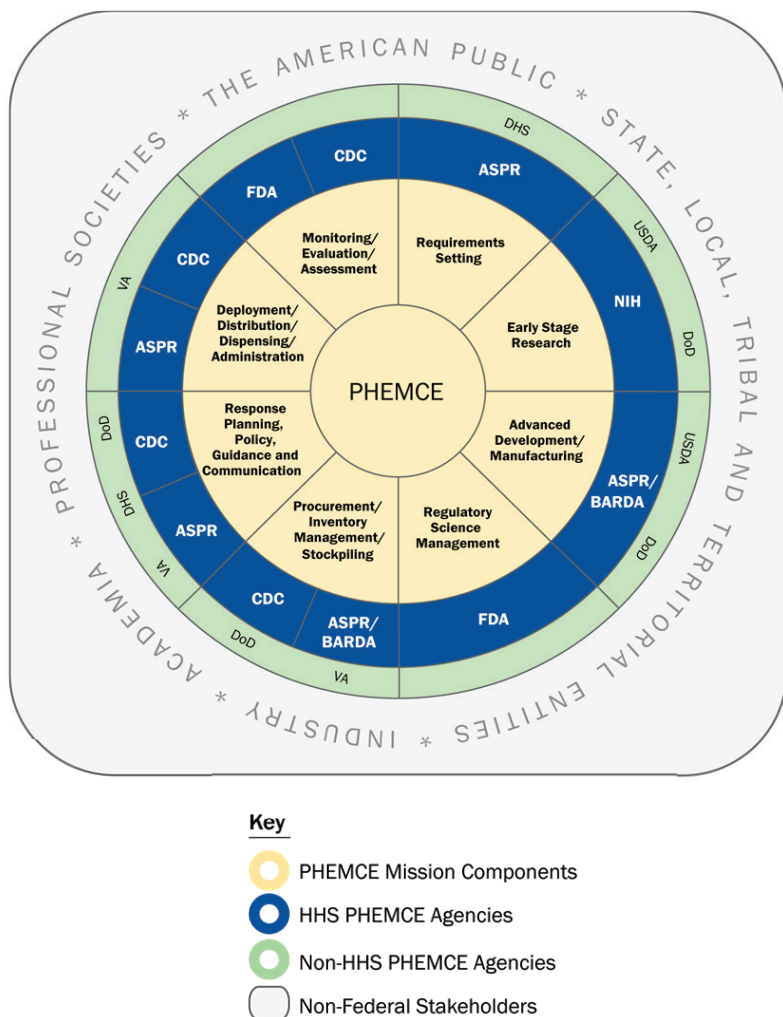 PROFESSIONAL SOCIETIES * THE AMERICAN PUBLIC * STATE, LOCAL, TRIBAL AND TERRITORIAL ENTITIES * INDUSTRY * ACADEMIA *
DHS
USDA
DoD
USDA
DoD
VA
DoD
VA
DHS
DoD
VA
ASPR
NIH
ASPR/
BARDA
FDA
ASPR/
BARDA
CDC
ASPR
CDC
ASPR
CDC
FDA
CDC
Requirements
Setting
Early Stage
Research
Advanced
Development/
Manufacturing
Regulatory
Science
Management
Procurement/
Inventory
Management/
Stockpiling
Response
Planning,
Policy,
Guidance and
Communication
Deployment/
Distribution/
Dispensing/
Administration
Monitoring/
Evaluation/
Assessment
PHEMCE
Key
PHEMCE Mission Components
HHS PHEMCE Agencies
Non-HHS PHEMCE Agencies
Non-Federal Stakeholders